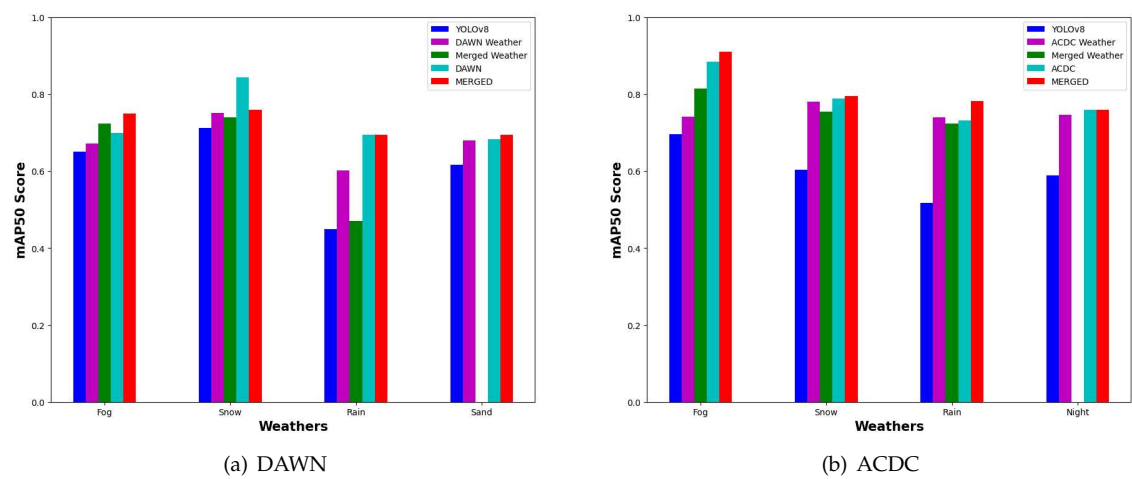 1.0
0.8
0.6
0.4
0.2
0.0
mAP50 Score
YOLOv8
DAWN Weather
Merged Weather
DAWN
MERGED
Fog
Snow
Rain
Sand
Weathers
(a) DAWN
1.0
0.8
0.6
0.4
0.2
0.0
mAP50 Score
YOLOv8
ACDC Weather
Merged Weather
ACDC
MERGED
Fog
Snow
Rain
Night
Weathers
(b) ACDC